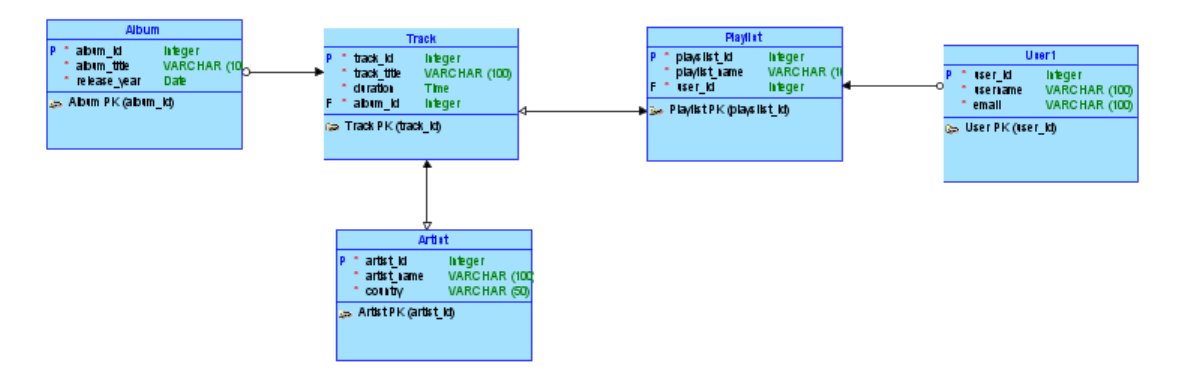 Album
P * album_id Integer
* album_title VARCHAR (10
* release_year Date
Album PK (album_id)
Track
P * track_id Integer
* track_title VARCHAR (100)
* duration Time
F * album_id Integer
Track PK (track_id)
Playlist
P * playslist_id Integer
* playlist_name VARCHAR (1
F * user_id Integer
Playlist PK (playslist_id)
User1
P * user_id Integer
* username VARCHAR (100)
* email VARCHAR (100)
User PK (user_id)
Artist
P * artist_id Integer
* artist_name VARCHAR (100
* country VARCHAR (50)
Artist PK (artist_id)